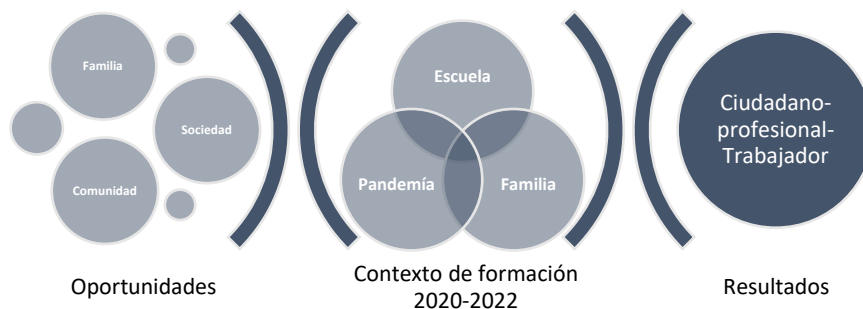 Familia
Sociedad
Comunidad
Oportunidades
Escuela
Pandemía
Familia
Contexto de formación
2020-2022
Ciudadano-
profesional-
Trabajador
Resultados